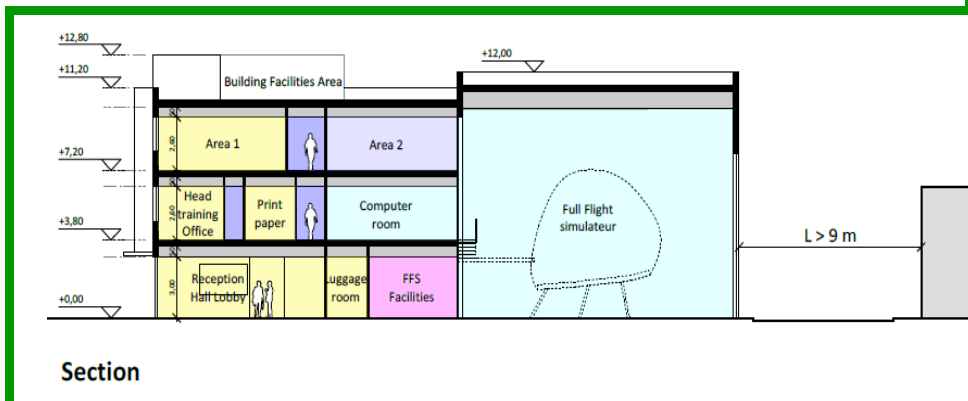 +12,80
+12,00
+11,20
Building Facilities Area
Area 1
Area 2
2,60
+7,20
Head
training
Office
Print
paper
Computer
room
Full Flight
simulateur
2,60
+3,80
L > 9 m
Reception
Hall Lobby
Luggage
room
FFS
Facilities
3,00
+0,00
Section